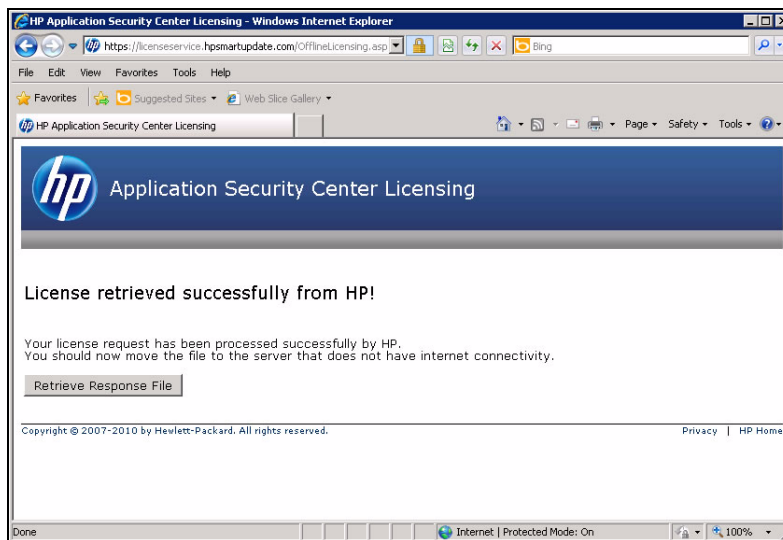 HP Application Security Center Licensing - Windows Internet Explorer
https://licenseservice.hpsmartupdate.com/OfflineLicensing.asp
Bing
File Edit View Favorites Tools Help
Favorites Suggested Sites Web Slice Gallery
HP Application Security Center Licensing Page Safety Tools
hp Application Security Center Licensing
License retrieved successfully from HP!
Your license request has been processed successfully by HP.
You should now move the file to the server that does not have internet connectivity.
Retrieve Response File
Copyright © 2007-2010 by Hewlett-Packard. All rights reserved. Privacy | HP Home
Done Internet | Protected Mode: On 100%